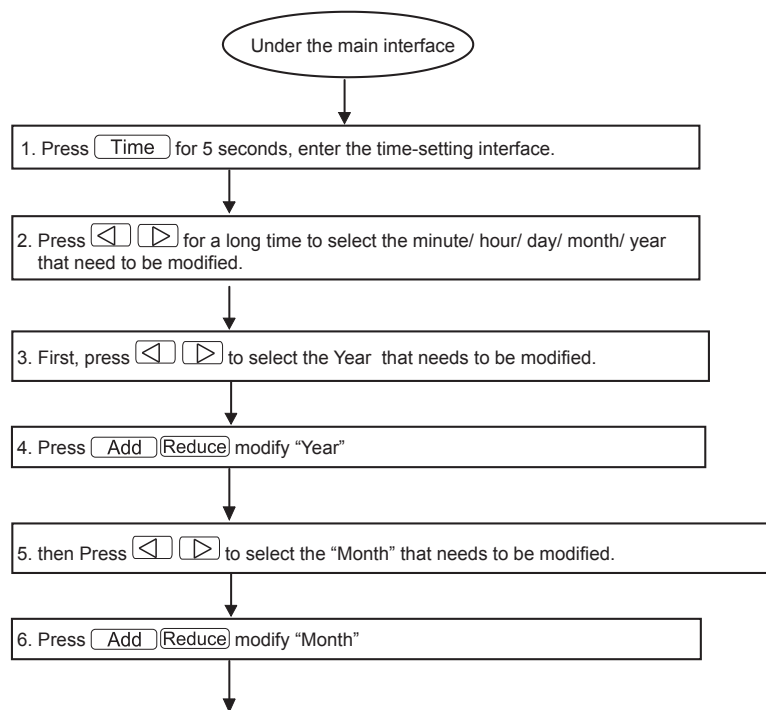 Under the main interface
1. Press Time for 5 seconds, enter the time-setting interface.
2. Press for a long time to select the minute/ hour/ day/ month/ year
that need to be modified.
3. First, press to select the Year that needs to be modified.
4. Press Add Reduce modify “Year”
5. then Press to select the “Month” that needs to be modified.
6. Press Add Reduce modify “Month”